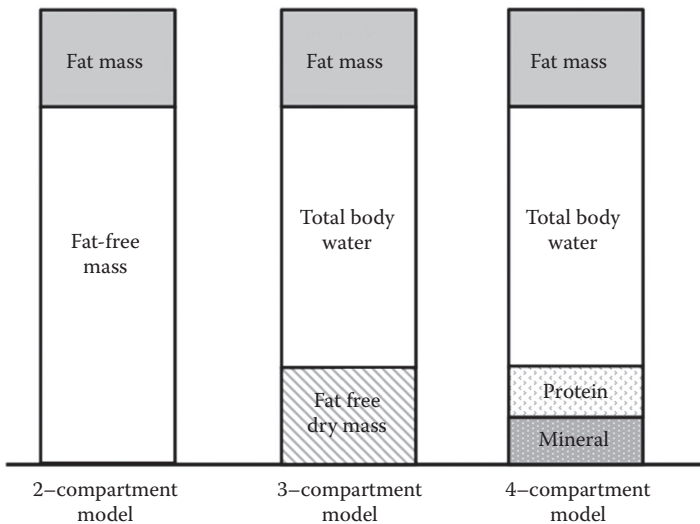 Fat mass
Fat-free
mass
2–compartment
model
Fat mass
Total body
water
Fat free
dry mass
3–compartment
model
Fat mass
Total body
water
Protein
Mineral
4–compartment
model